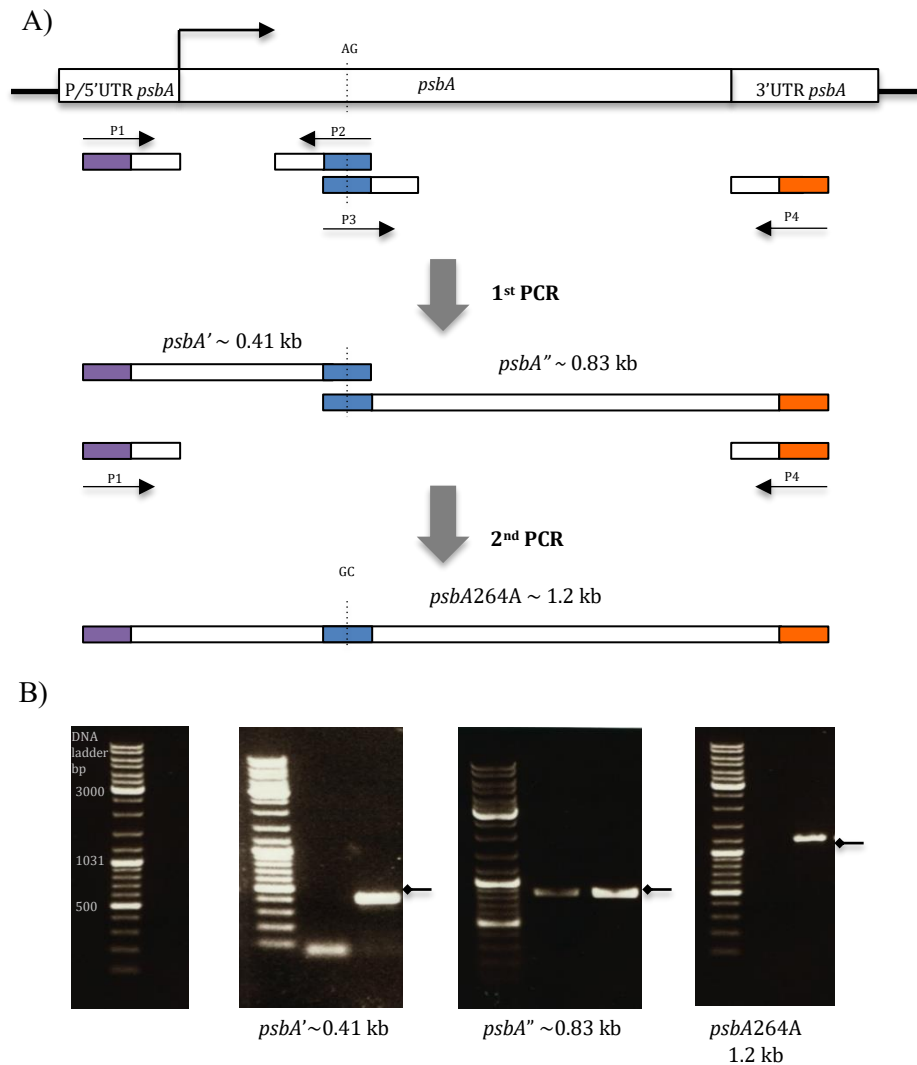 A)
AG
P/5'UTR psbA
psbA
3'UTR psbA
P1
P2
P3
P4
1st PCR
psbA' ~ 0.41 kb
psbA" ~ 0.83 kb
P1
P4
2nd PCR
GC
psbA264A ~ 1.2 kb
B)
DNA
ladder
bp
3000
1031
500
psbA'~0.41 kb
psbA" ~0.83 kb
psbA264A
1.2 kb